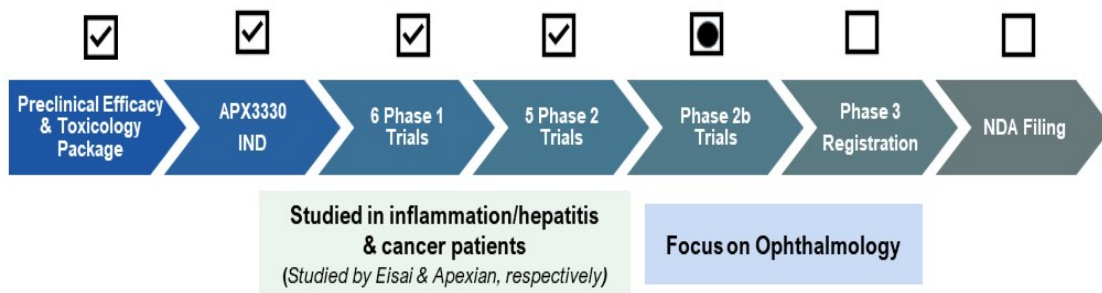 Preclinical Efficacy
& Toxicology
Package
APX3330
IND
6 Phase 1
Trials
5 Phase 2
Trials
Phase 2b
Trials
Phase 3
Registration
NDA Filing
Studied in inflammation/hepatitis
& cancer patients
(Studied by Eisai & Apexian, respectively)
Focus on Ophthalmology